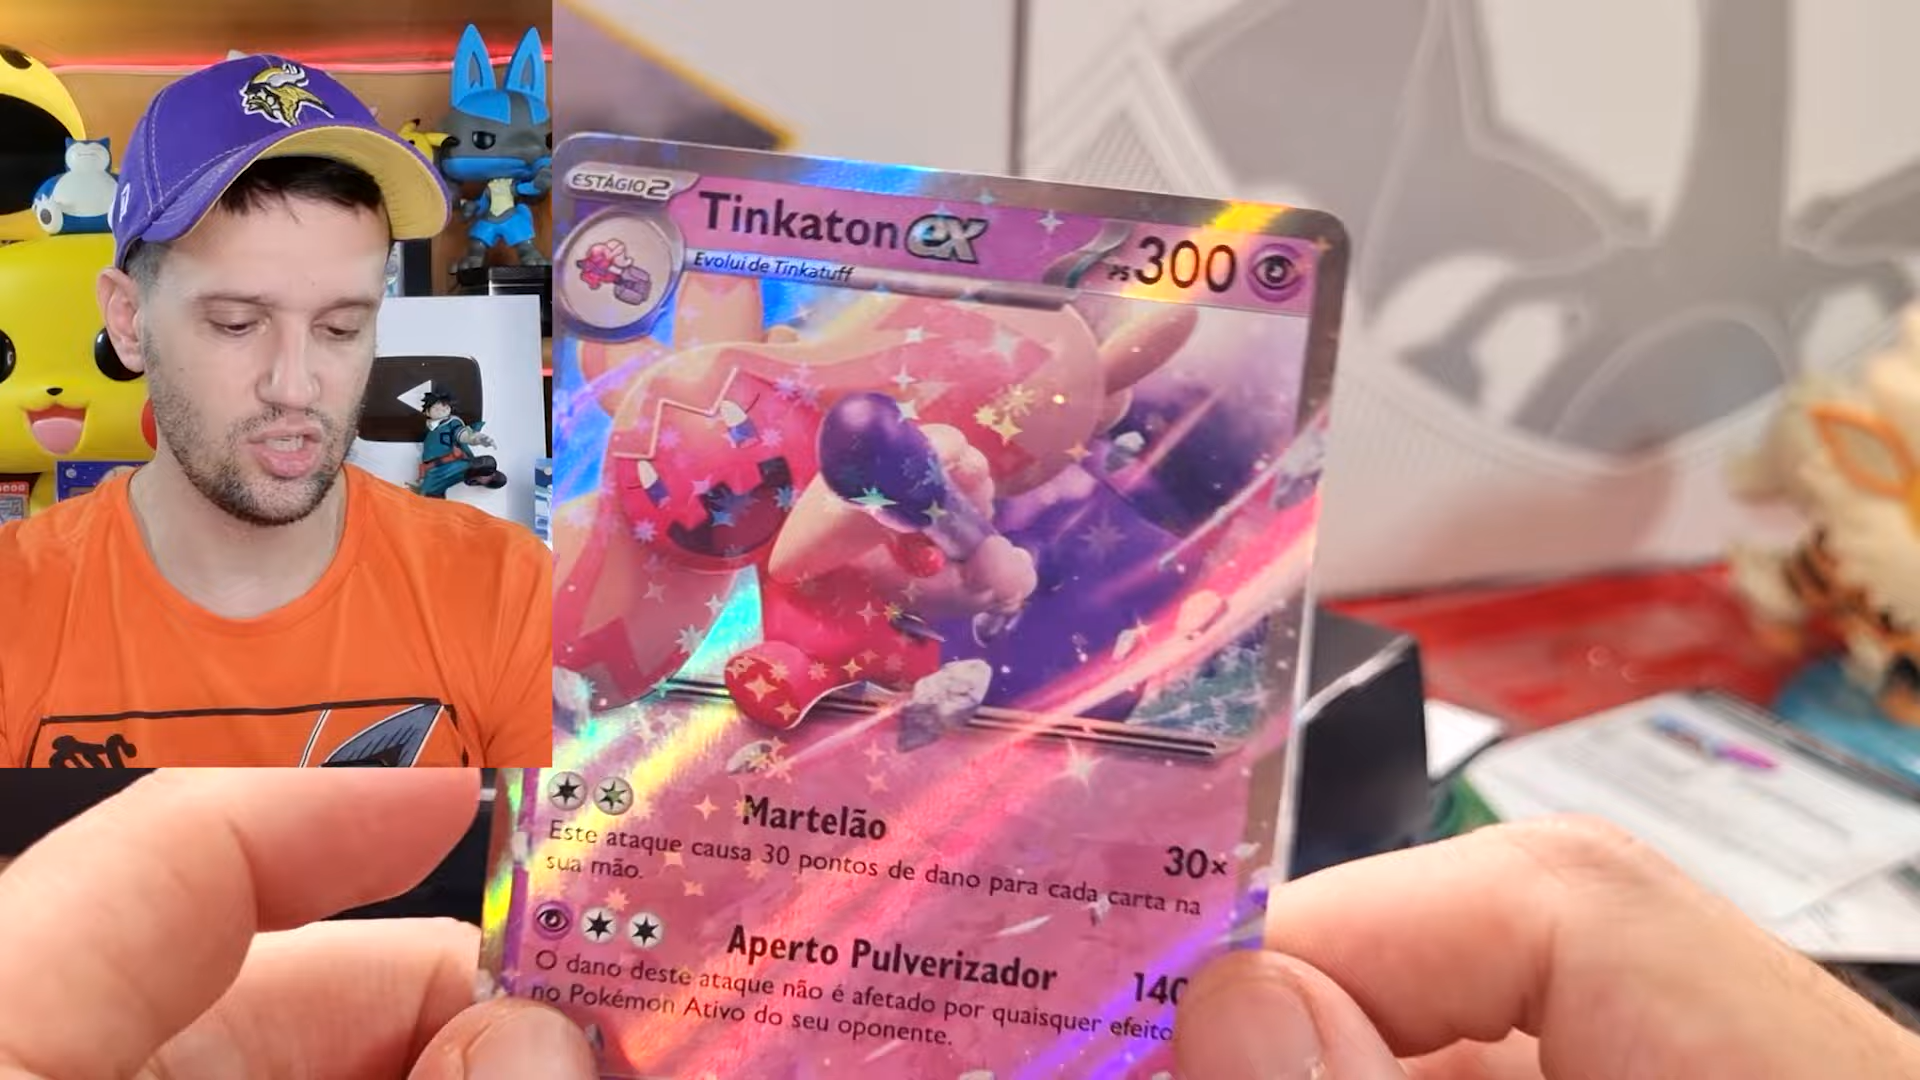 ESTÁGIO 2
Tinkaton ex
PS 300
Evolui de Tinkatuff
Martelão
30×
Este ataque causa 30 pontos de dano para cada carta na
sua mão.
Aperto Pulverizador
140
O dano deste ataque não é afetado por quaisquer efeito
no Pokémon Ativo do seu oponente.